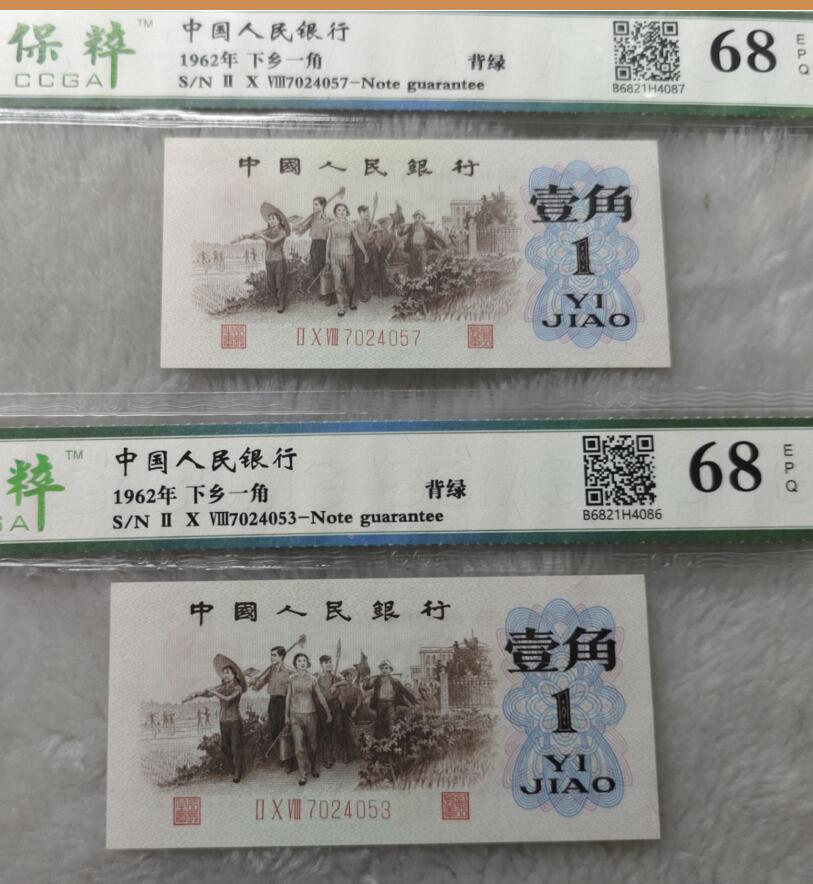 保粹 TM
CCGA
中国人民银行
1962年 下乡一角
背绿
S/N II X VIII7024057-Note guarantee
B6821H4087
68
EPQ
中國人民銀行
壹角
1
YI
JIAO
II X VIII 7024057
粹 TM
GA
中国人民银行
1962年 下乡一角
背绿
S/N II X VIII7024053-Note guarantee
B6821H4086
68
EPQ
中國人民銀行
壹角
1
YI
JIAO
II X VIII 7024053